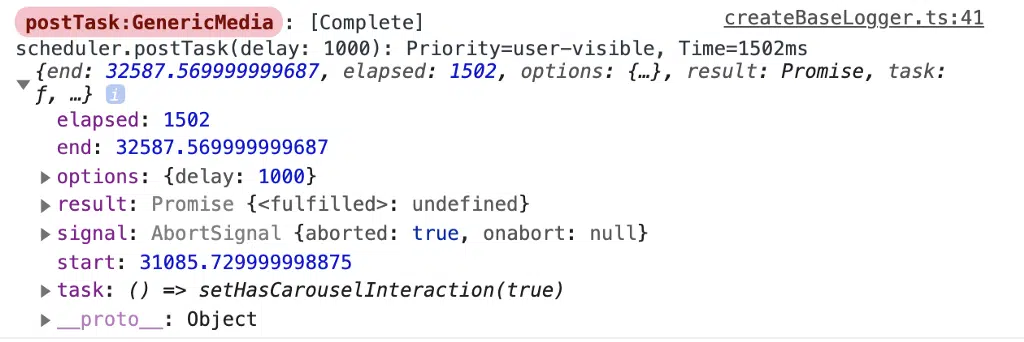 postTask:GenericMedia: [Complete] createBaseLogger.ts:41
scheduler.postTask(delay: 1000): Priority=user-visible, Time=1502ms
{end: 32587.569999999687, elapsed: 1502, options: {…}, result: Promise, task:
ƒ, …} i
elapsed: 1502
end: 32587.569999999687
options: {delay: 1000}
result: Promise {<fulfilled>: undefined}
signal: AbortSignal {aborted: true, onabort: null}
start: 31085.729999998875
task: () => setHasCarouselInteraction(true)
__proto__: Object